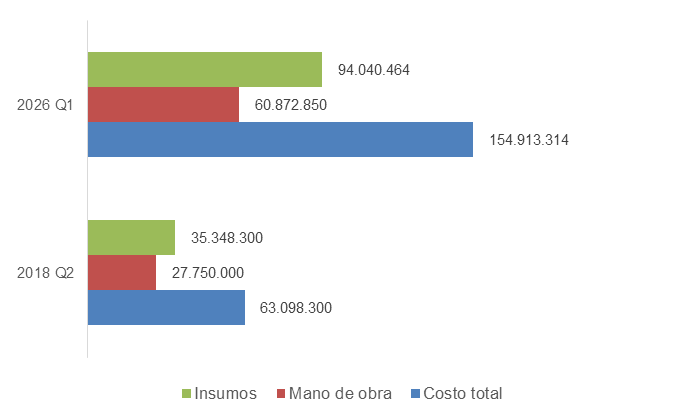 94.040.464
2026 Q1
60.872.850
154.913.314
35.348.300
2018 Q2
27.750.000
63.098.300
Insumos Mano de obra Costo total